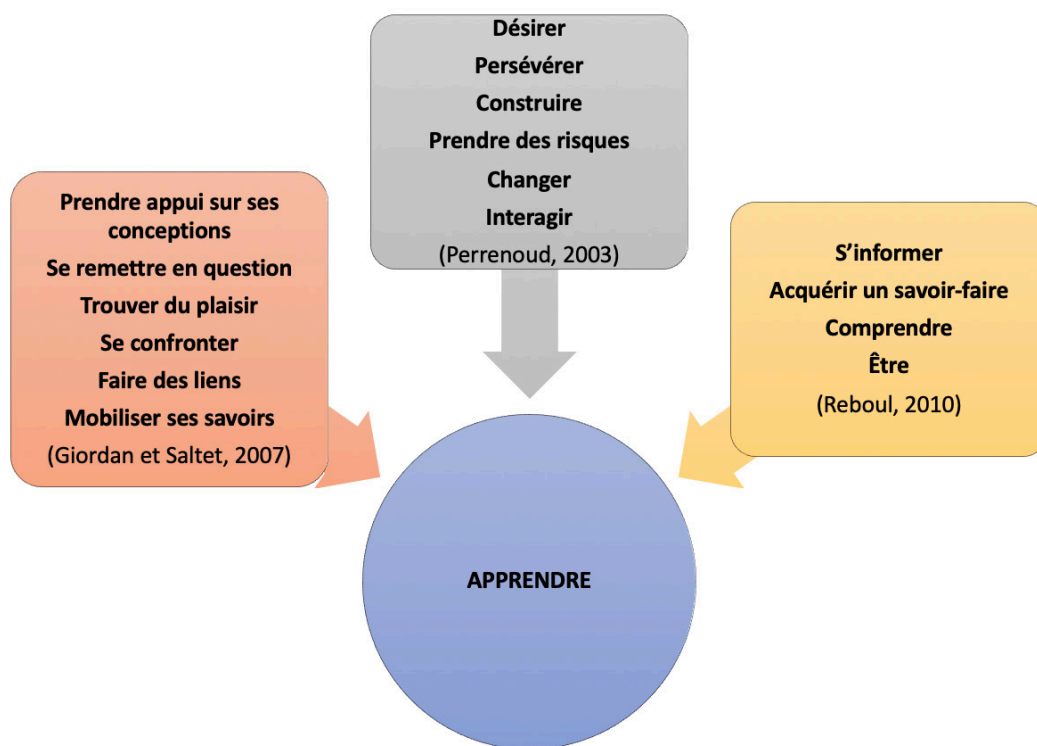 Prendre appui sur ses
conceptions
Se remettre en question
Trouver du plaisir
Se confronter
Faire des liens
Mobiliser ses savoirs
(Giordan et Saltet, 2007)
Désirer
Persévérer
Construire
Prendre des risques
Changer
Interagir
(Perrenoud, 2003)
S’informer
Acquérir un savoir-faire
Comprendre
Être
(Reboul, 2010)
APPRENDRE